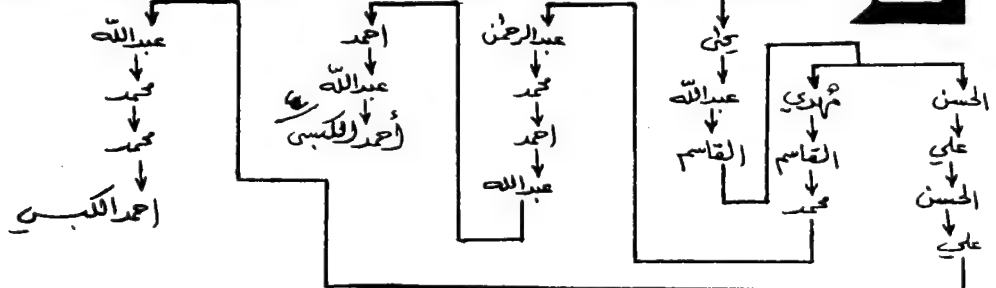 الحسن
علي
الحسن
علي
مهدي
القاسم
محمد
يحيى
عبدالله
القاسم
عبدالرحمن
محمد
احمد
عبدالله
احمد
عبدالله
أحمد الكبسي
عبدالله
محمد
محمد
احمد الكبسي